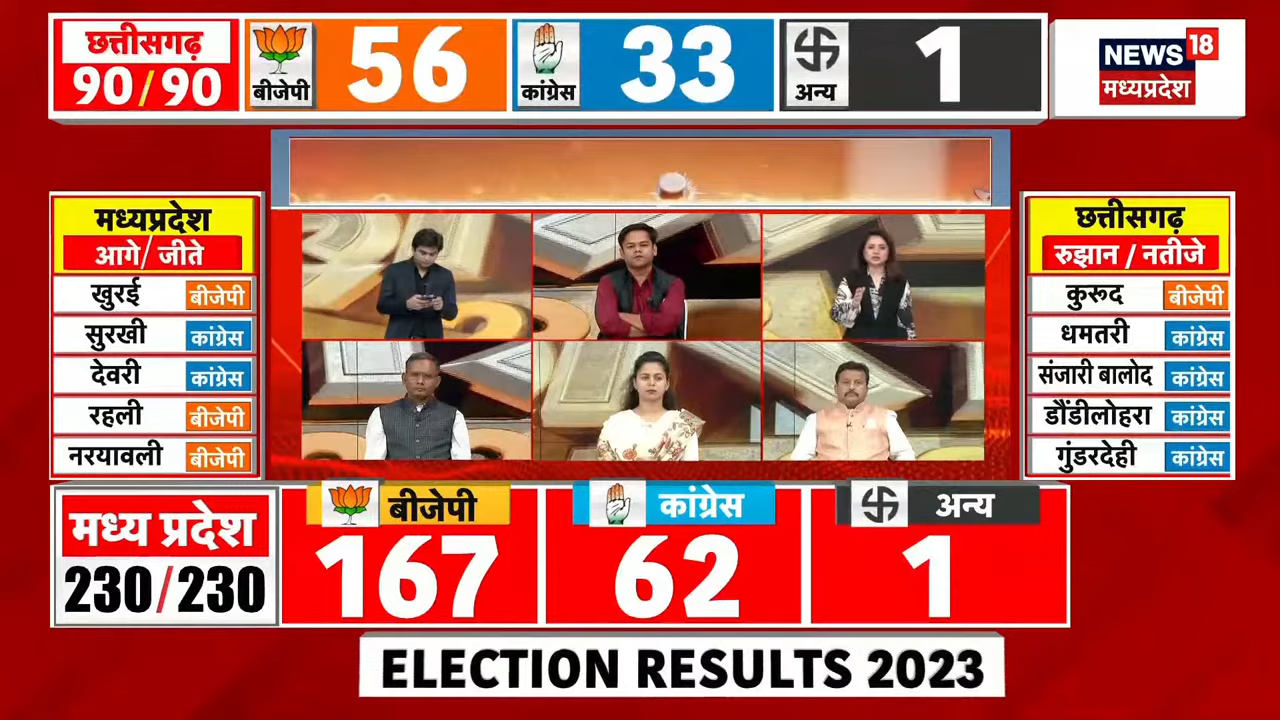 छत्तीसगढ़
90/90
बीजेपी
56
कांग्रेस
33
अन्य
1
NEWS 18
मध्यप्रदेश
मध्यप्रदेश
आगे/ जीते
खुरई बीजेपी
सुरखी कांग्रेस
देवरी कांग्रेस
रहली बीजेपी
नरयावली बीजेपी
छत्तीसगढ़
रुझान / नतीजे
कुरूद बीजेपी
धमतरी कांग्रेस
संजारी बालोद कांग्रेस
डौंडीलोहरा कांग्रेस
गुंडरदेही कांग्रेस
मध्य प्रदेश
230/230
बीजेपी
167
कांग्रेस
62
अन्य
1
ELECTION RESULTS 2023